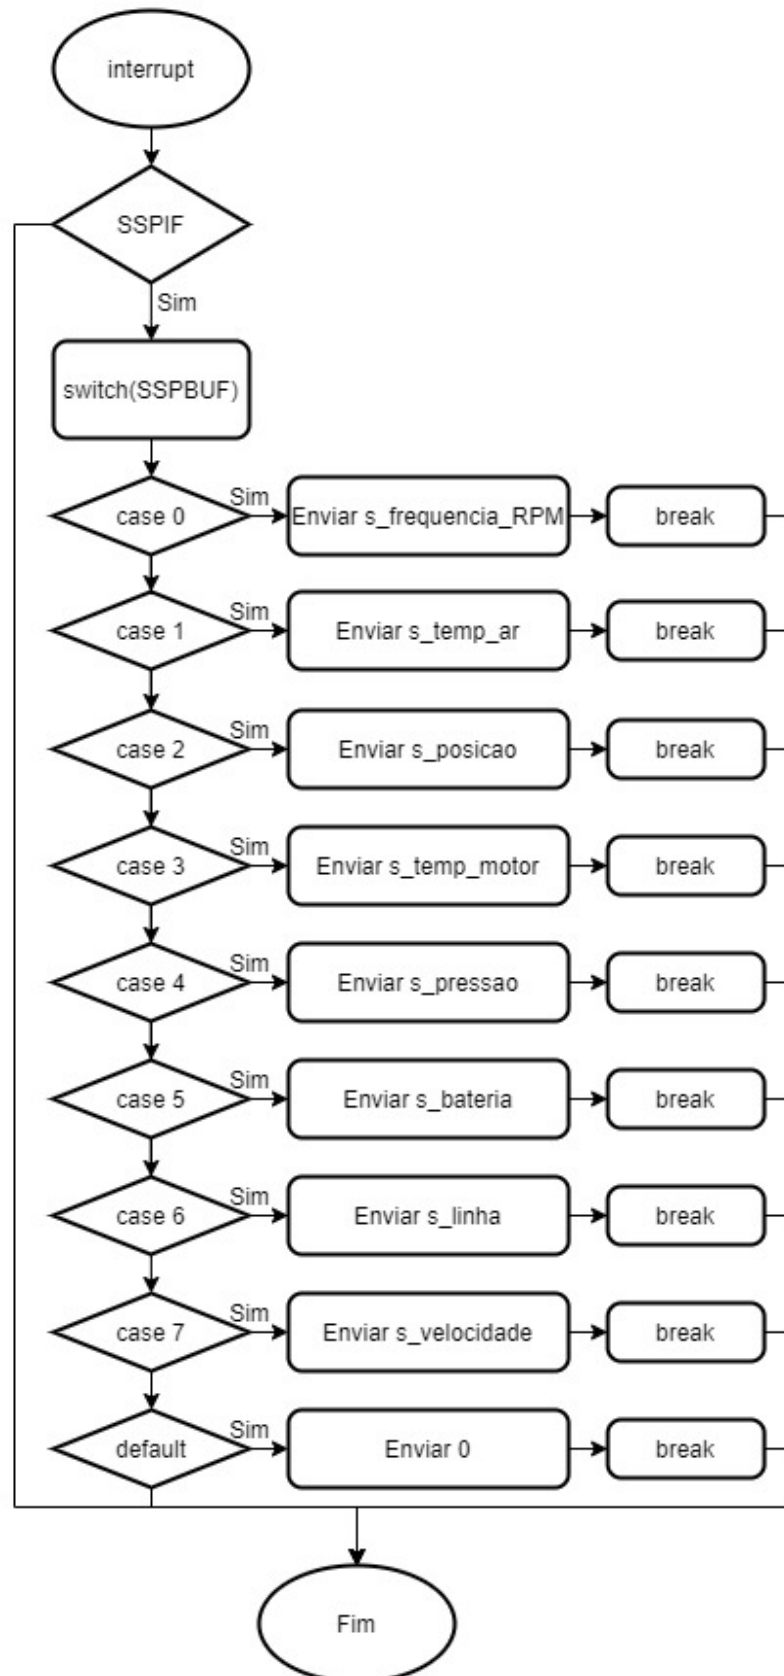 interrupt
SSPIF
Sim
switch(SSPBUF)
case 0
Sim
Enviar s_frequencia_RPM
break
case 1
Sim
Enviar s_temp_ar
break
case 2
Sim
Enviar s_posicao
break
case 3
Sim
Enviar s_temp_motor
break
case 4
Sim
Enviar s_pressao
break
case 5
Sim
Enviar s_bateria
break
case 6
Sim
Enviar s_linha
break
case 7
Sim
Enviar s_velocidade
break
default
Sim
Enviar 0
break
Fim